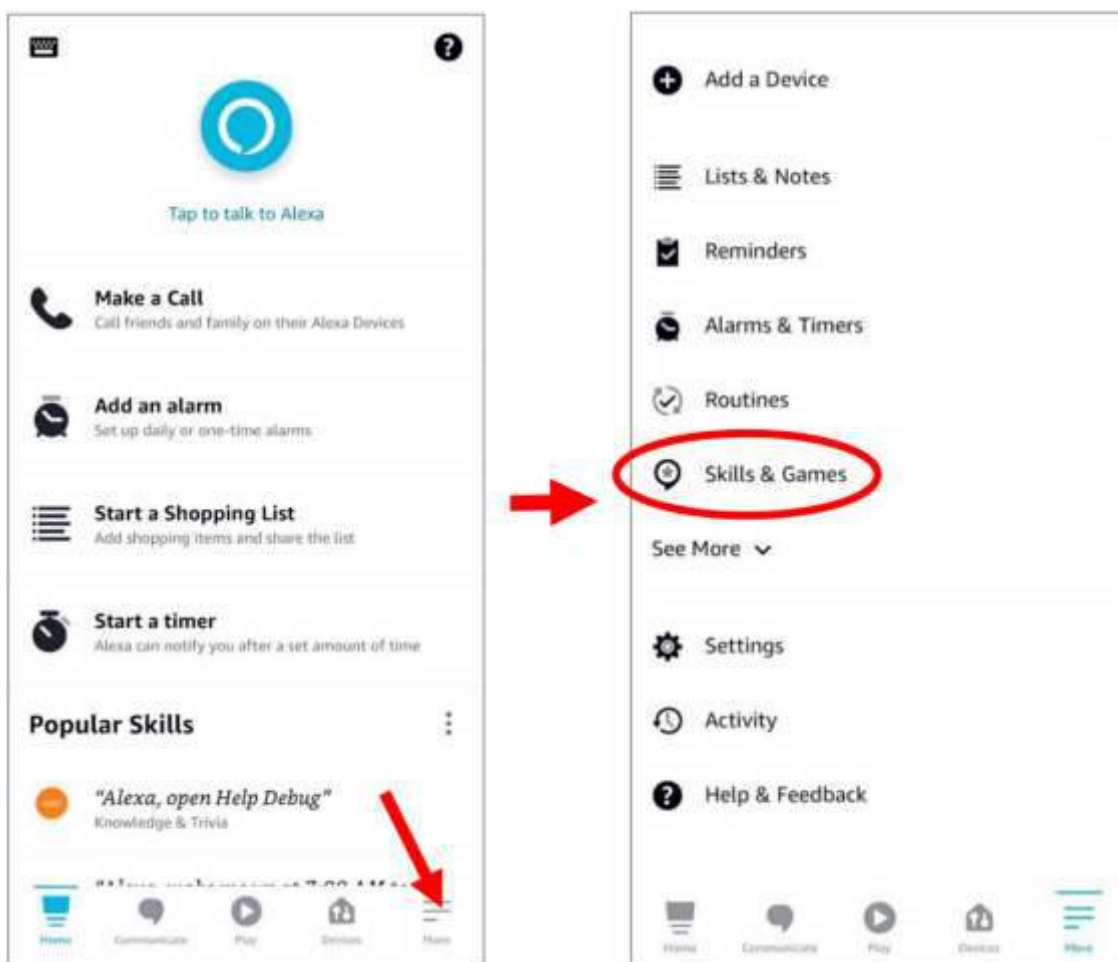 Tap to talk to Alexa
Make a Call
Call friends and family on their Alexa Devices
Add an alarm
Set up daily or one-time alarms
Start a Shopping List
Add shopping items and share the list
Start a timer
Alexa can notify you after a set amount of time
Popular Skills
"Alexa, open Help Debug"
Knowledge & Trivia
Home
Communicate
Play
Devices
More
Add a Device
Lists & Notes
Reminders
Alarms & Timers
Routines
Skills & Games
See More
Settings
Activity
Help & Feedback
Home
Communicate
Play
Devices
More